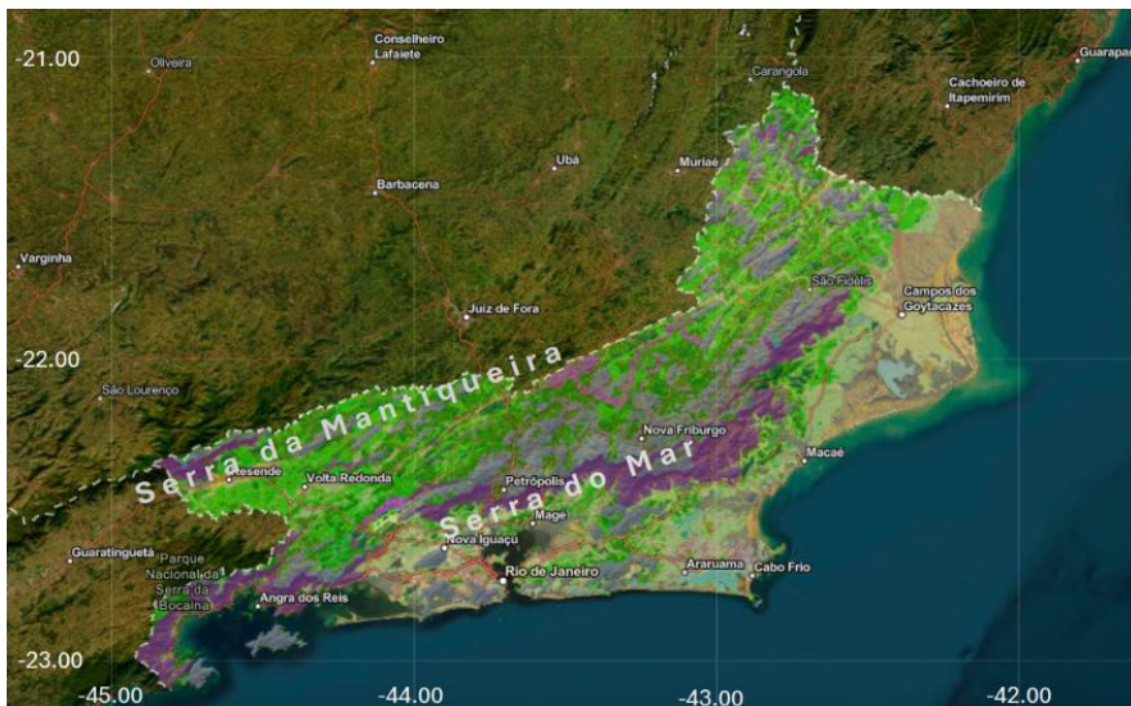 -21.00
Oliveira
Conselheiro
Lafaiete
Carangola
Guarapar
Cachoeiro de
Itapemirim
Ubá
Muriaé
Barbacena
Varginha
São Fidélis
Campos dos
Goytacazes
Juiz de Fora
-22.00
São Lourenço
Serra da Mantiqueira
Nova Friburgo
Serra do Mar
Macaé
Resende
Volta Redonda
Petrópolis
Magé
Guaratinguetá
Nova Iguaçu
Parque
Nacional da
Serra da
Bocaina
Rio de Janeiro
Araruama
Cabo Frio
Angra dos Reis
-23.00
-45.00
-44.00
-43.00
-42.00